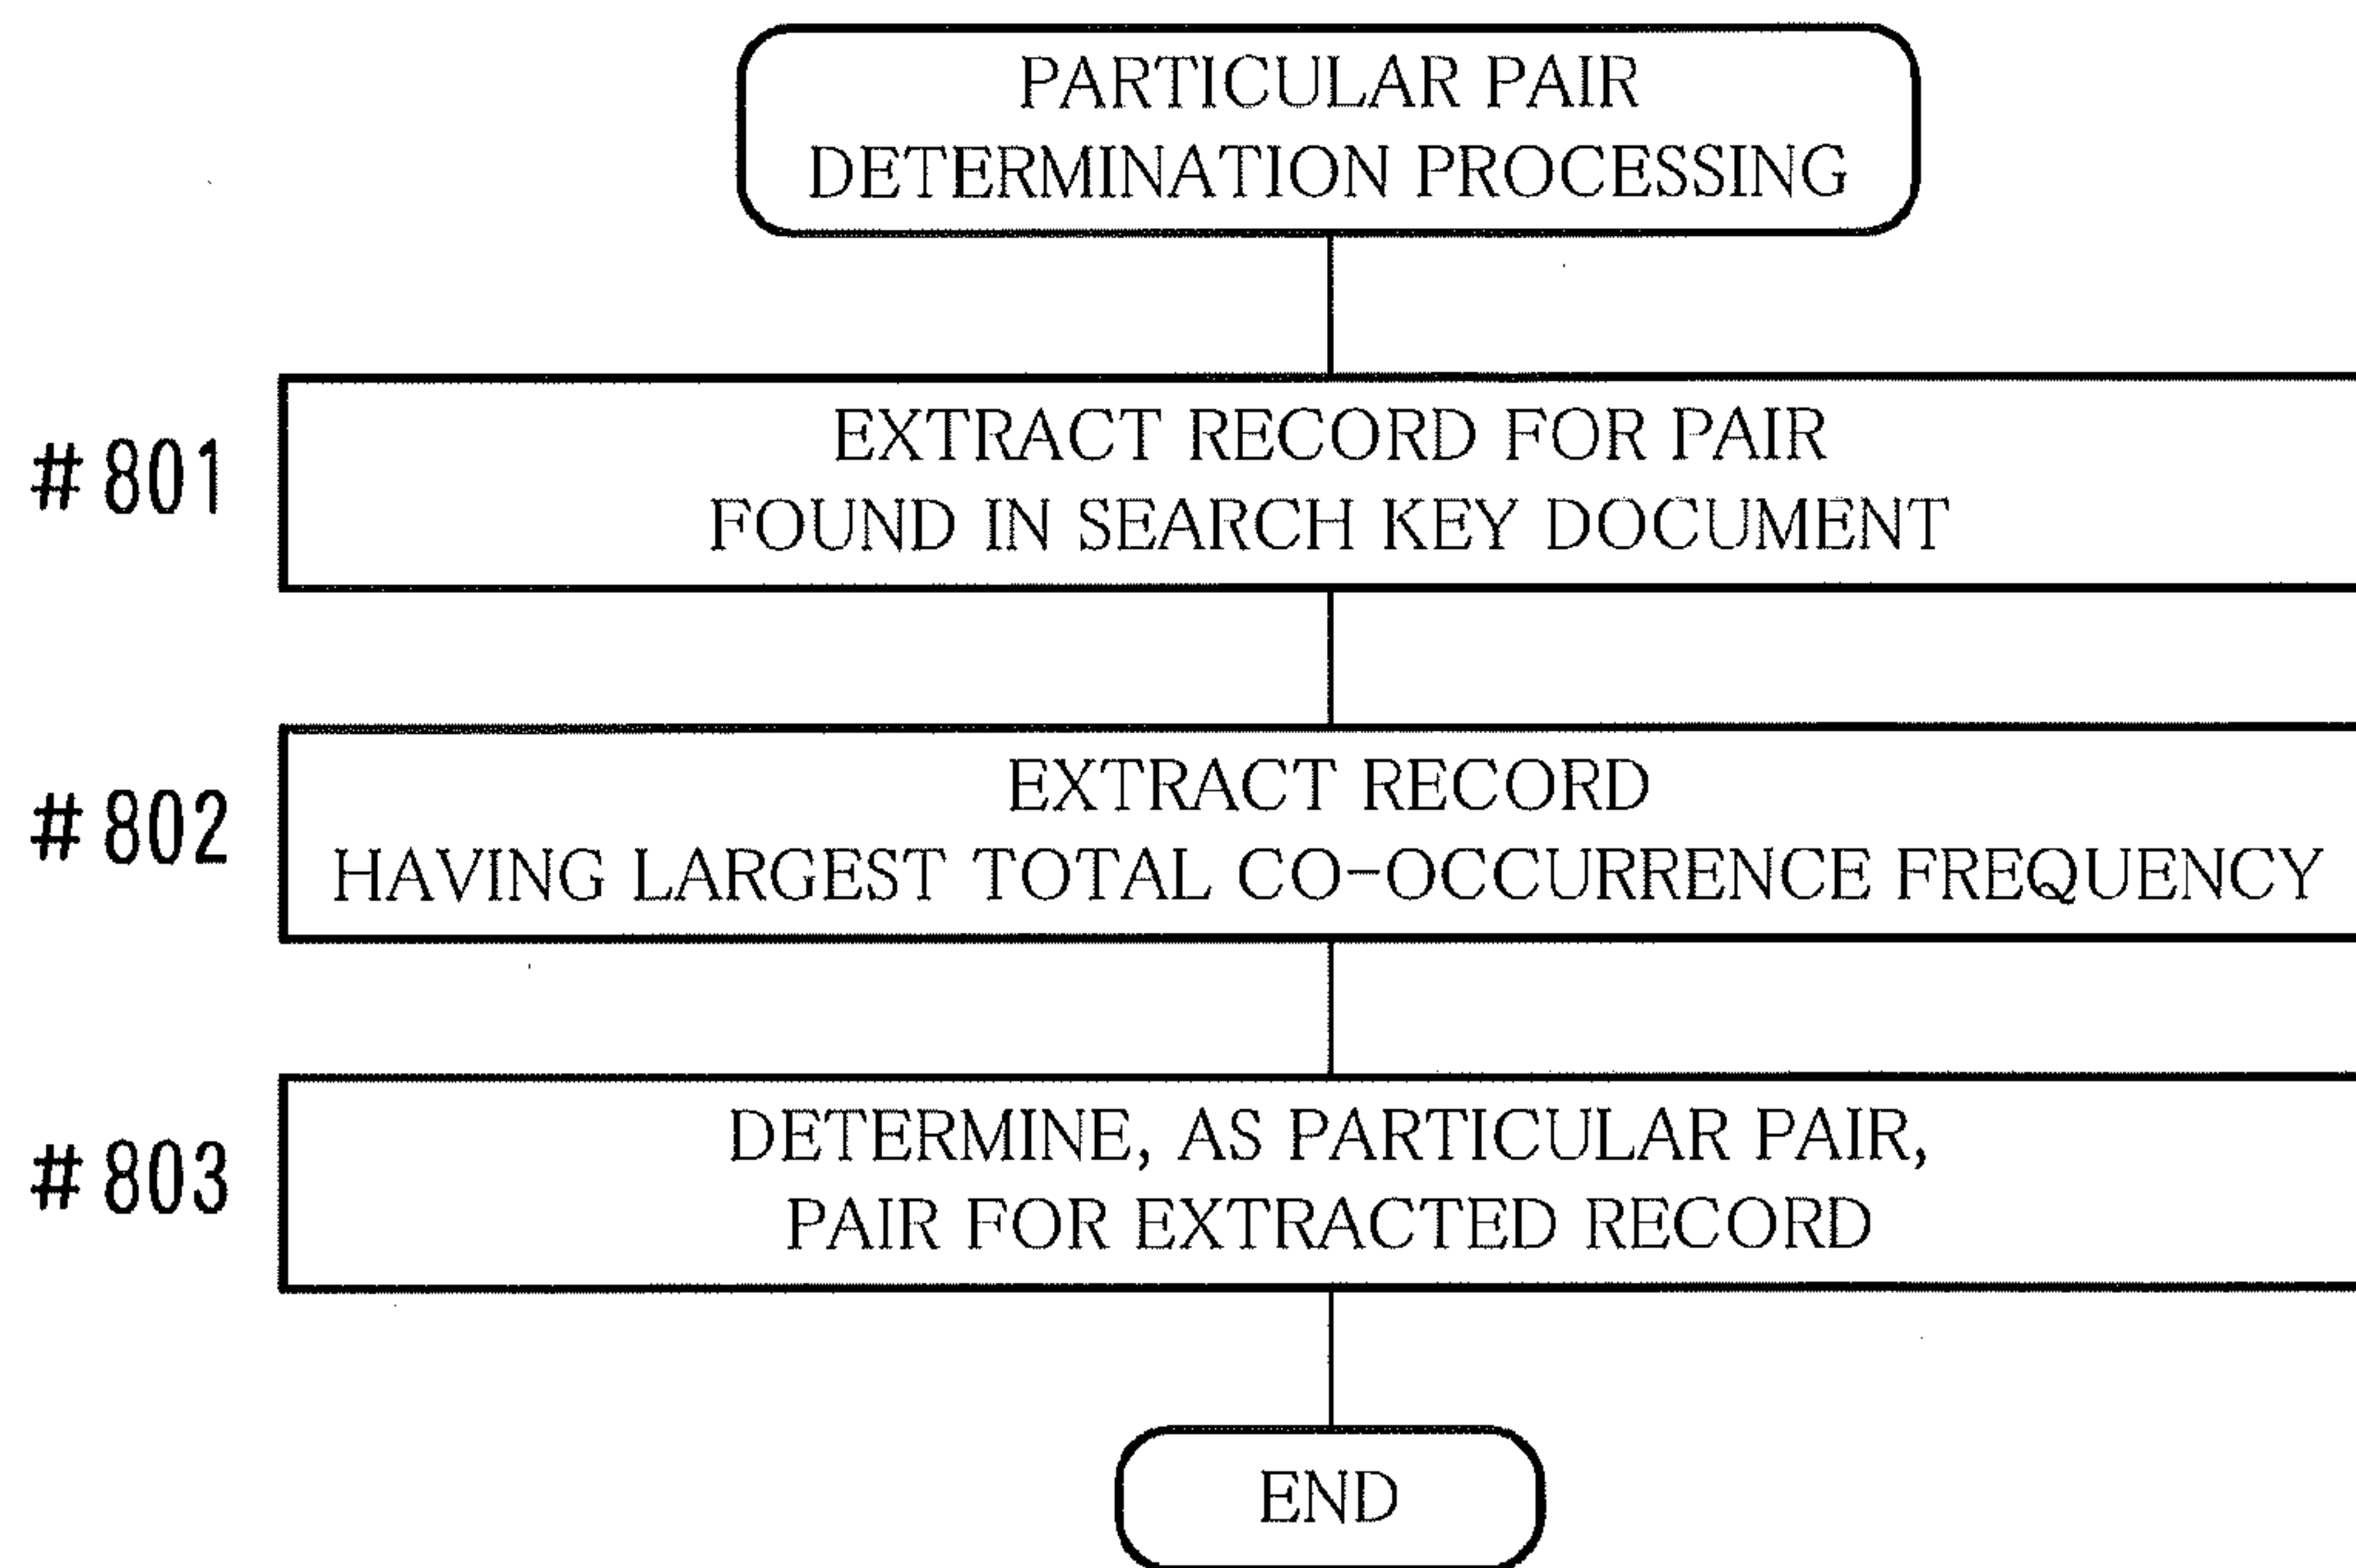 PARTICULAR PAIR
DETERMINATION PROCESSING
#801
EXTRACT RECORD FOR PAIR
FOUND IN SEARCH KEY DOCUMENT
#802
EXTRACT RECORD
HAVING LARGEST TOTAL CO-OCCURRENCE FREQUENCY
#803
DETERMINE, AS PARTICULAR PAIR,
PAIR FOR EXTRACTED RECORD
END